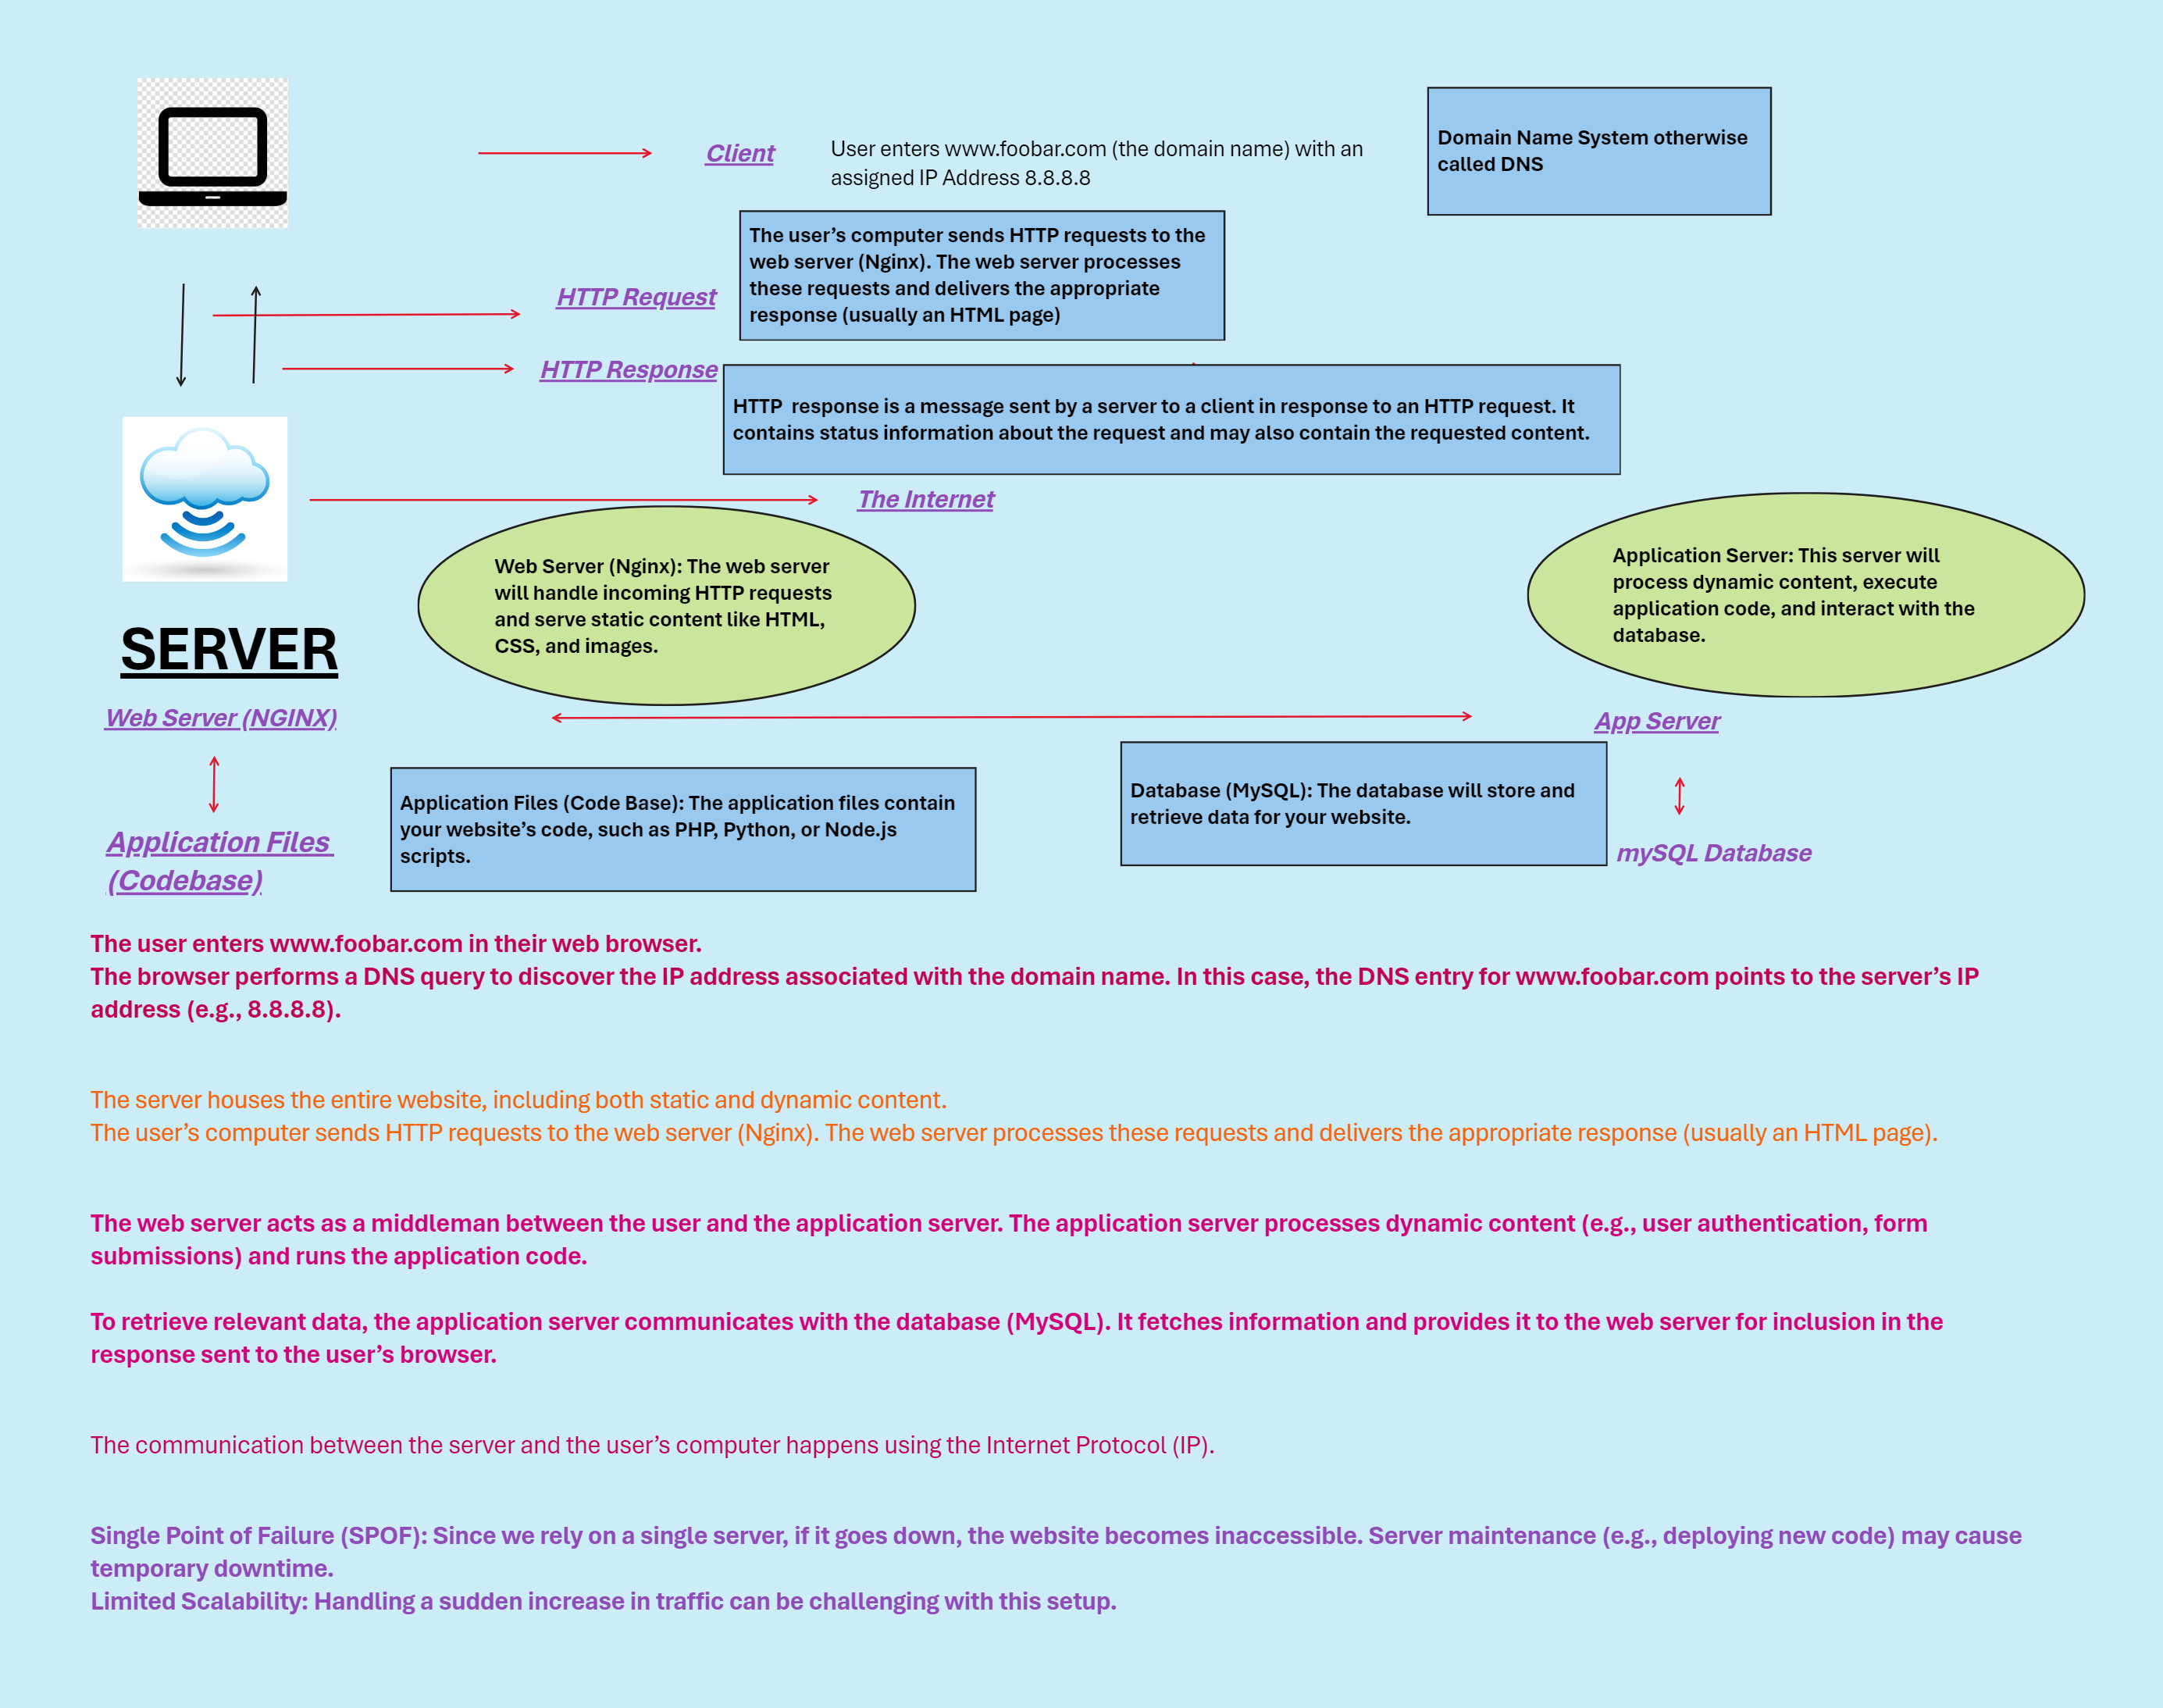 Client
User enters www.foobar.com (the domain name) with an
assigned IP Address 8.8.8.8
Domain Name System otherwise
called DNS
The user’s computer sends HTTP requests to the
web server (Nginx). The web server processes
these requests and delivers the appropriate
response (usually an HTML page)
HTTP Request
HTTP Response
HTTP  response is a message sent by a server to a client in response to an HTTP request. It
contains status information about the request and may also contain the requested content.
The Internet
Web Server (Nginx): The web server
will handle incoming HTTP requests
and serve static content like HTML,
CSS, and images.
Application Server: This server will
process dynamic content, execute
application code, and interact with the
database.
SERVER
Web Server (NGINX)
App Server
Application Files (Code Base): The application files contain
your website’s code, such as PHP, Python, or Node.js
scripts.
Database (MySQL): The database will store and
retrieve data for your website.
Application Files
(Codebase)
mySQL Database
The user enters www.foobar.com in their web browser.
The browser performs a DNS query to discover the IP address associated with the domain name. In this case, the DNS entry for www.foobar.com points to the server’s IP
address (e.g., 8.8.8.8).
The server houses the entire website, including both static and dynamic content.
The user’s computer sends HTTP requests to the web server (Nginx). The web server processes these requests and delivers the appropriate response (usually an HTML page).
The web server acts as a middleman between the user and the application server. The application server processes dynamic content (e.g., user authentication, form
submissions) and runs the application code.
To retrieve relevant data, the application server communicates with the database (MySQL). It fetches information and provides it to the web server for inclusion in the
response sent to the user’s browser.
The communication between the server and the user’s computer happens using the Internet Protocol (IP).
Single Point of Failure (SPOF): Since we rely on a single server, if it goes down, the website becomes inaccessible. Server maintenance (e.g., deploying new code) may cause
temporary downtime.
Limited Scalability: Handling a sudden increase in traffic can be challenging with this setup.